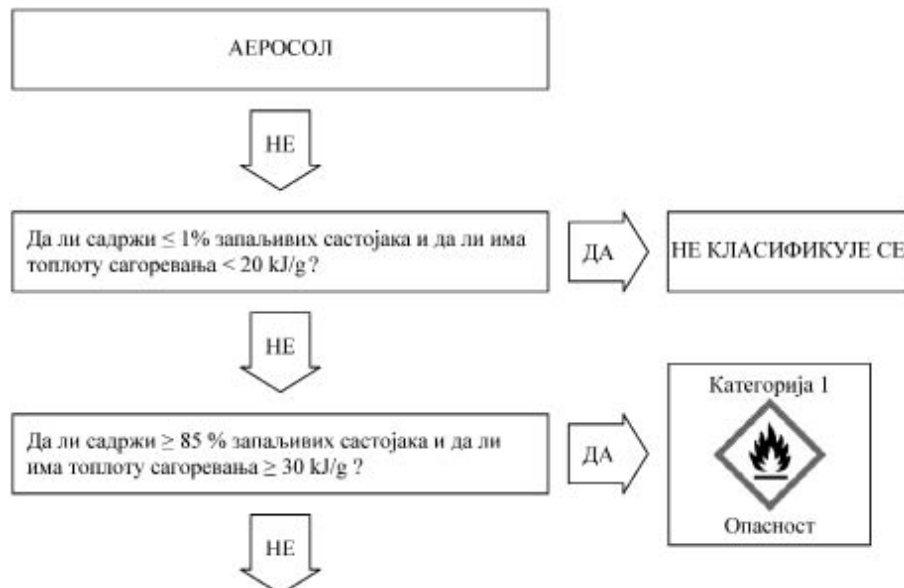 АЕРОСОЛ
НЕ
Да ли садржи ≤ 1% запаљивих састојака и да ли има
топлоту сагоревања < 20 kJ/g ?
ДА
НЕ КЛАСИФИКУЈЕ СЕ
НЕ
Да ли садржи ≥ 85 % запаљивих састојака и да ли
има топлоту сагоревања ≥ 30 kJ/g ?
ДА
Категорија 1
Опасност
НЕ